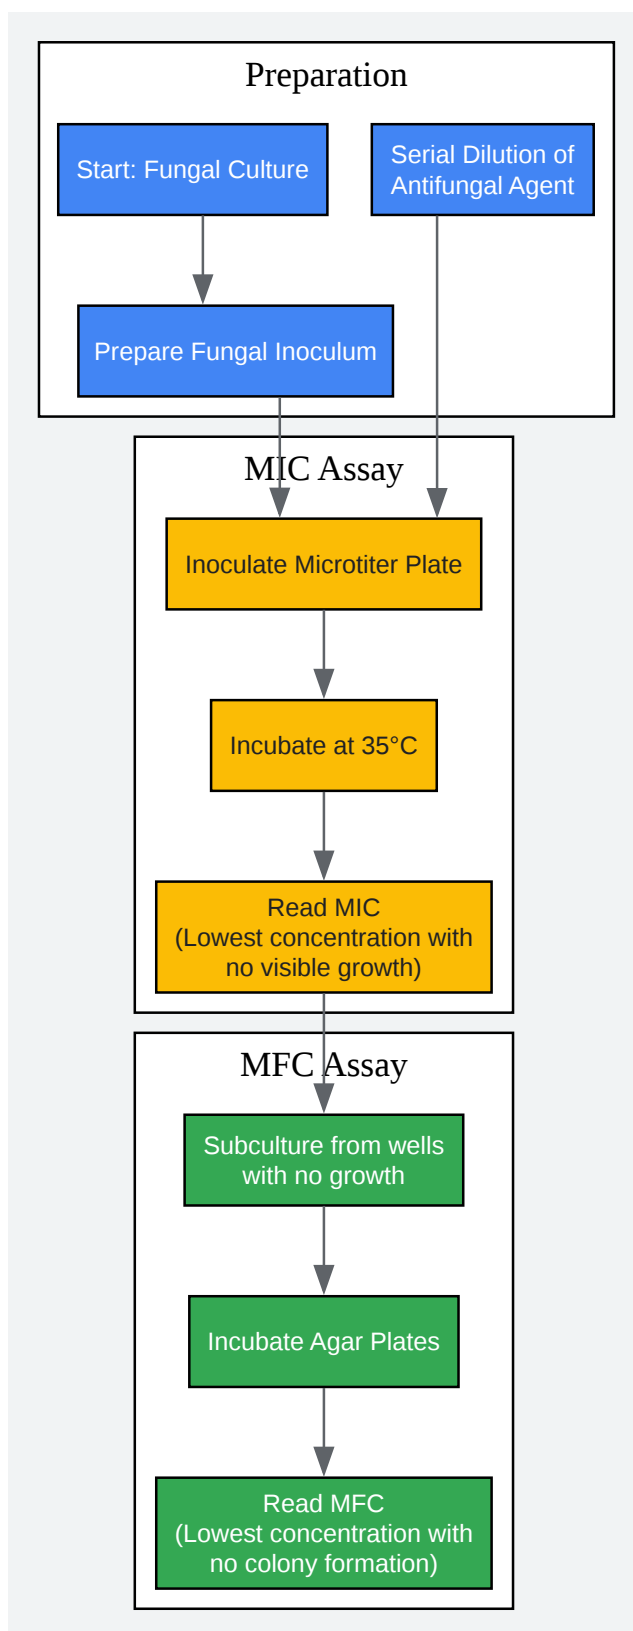 Preparation
Start: Fungal Culture
Serial Dilution of
Antifungal Agent
Prepare Fungal Inoculum
MIC Assay
Inoculate Microtiter Plate
Incubate at 35°C
Read MIC
(Lowest concentration with
no visible growth)
MFC Assay
Subculture from wells
with no growth
Incubate Agar Plates
Read MFC
(Lowest concentration with
no colony formation)